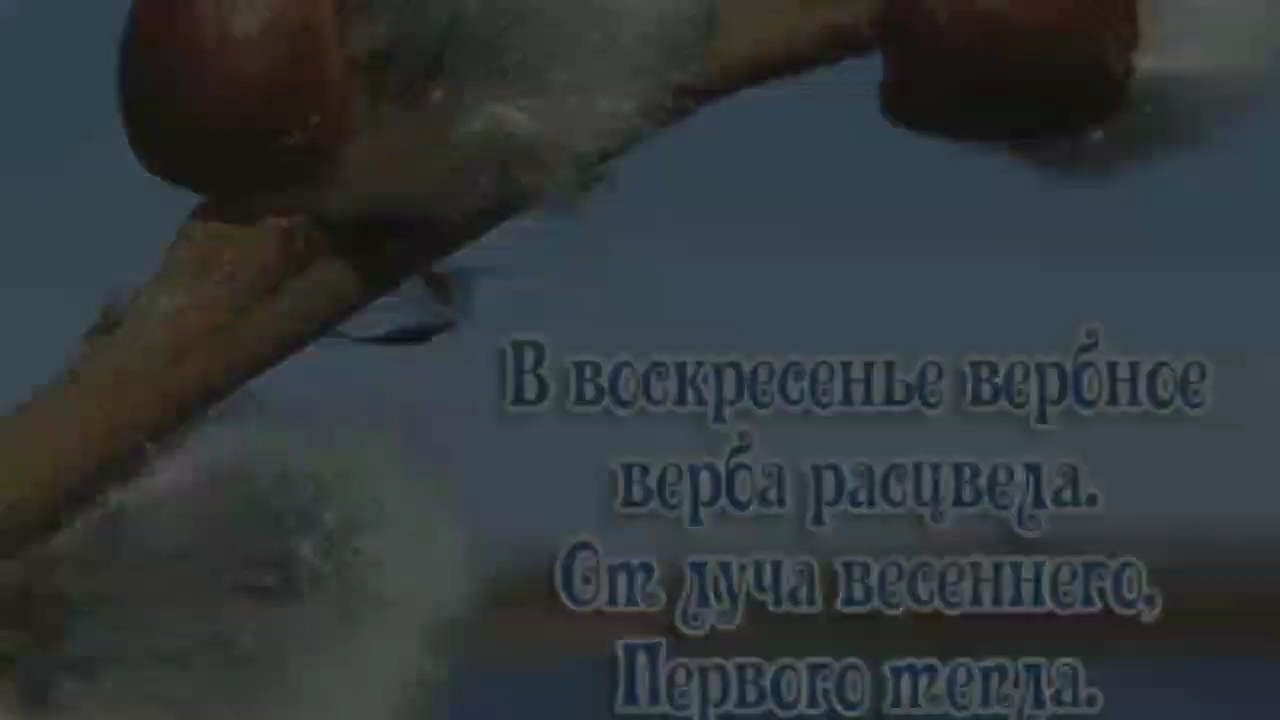 В воскресенье вербное
верба расцвела.
От луча весеннего,
Первого тепла.